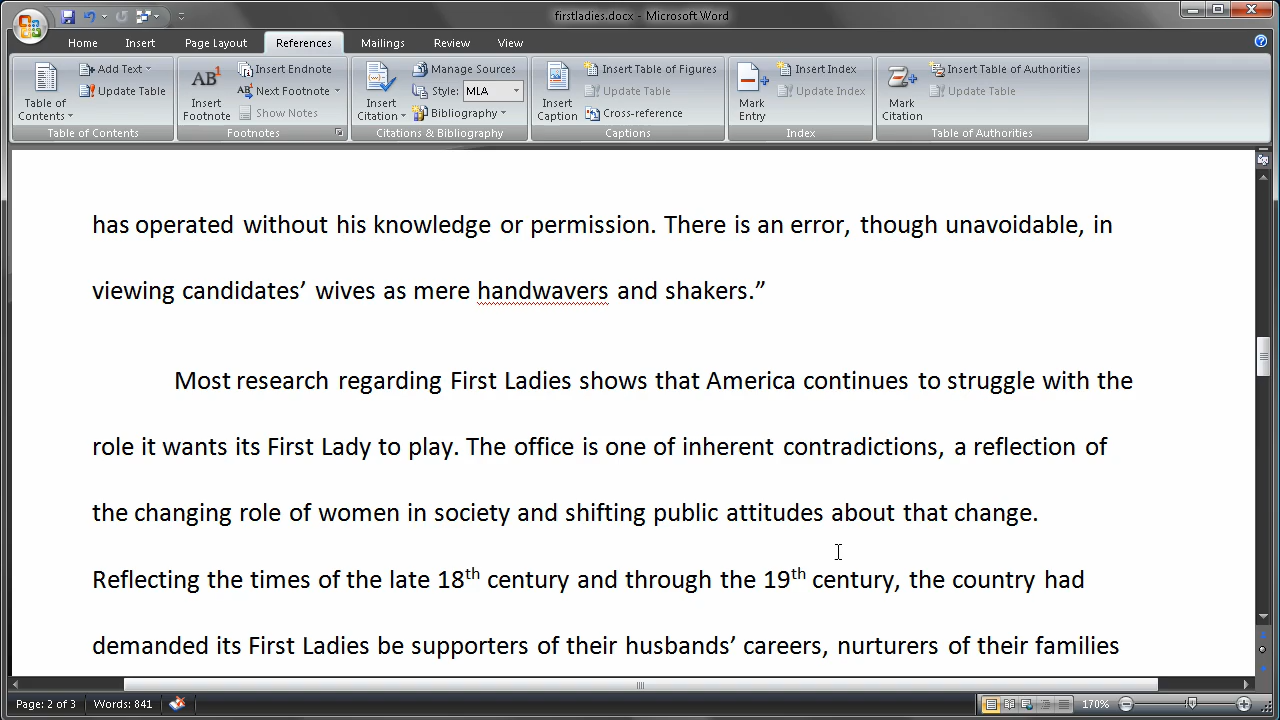 firstladies.docx - Microsoft Word
Home Insert Page Layout References Mailings Review View
Table of Contents
Add Text
Update Table
Table of Contents
AB1
Insert Footnote
Insert Endnote
Next Footnote
Show Notes
Footnotes
Insert Citation
Manage Sources
Style: MLA
Bibliography
Citations & Bibliography
Insert Caption
Insert Table of Figures
Update Table
Cross-reference
Captions
Mark Entry
Insert Index
Update Index
Index
Mark Citation
Insert Table of Authorities
Update Table
Table of Authorities
has operated without his knowledge or permission. There is an error, though unavoidable, in
viewing candidates’ wives as mere handwavers and shakers.”
Most research regarding First Ladies shows that America continues to struggle with the
role it wants its First Lady to play. The office is one of inherent contradictions, a reflection of
the changing role of women in society and shifting public attitudes about that change.
Reflecting the times of the late 18th century and through the 19th century, the country had
demanded its First Ladies be supporters of their husbands’ careers, nurturers of their families
Page: 2 of 3 Words: 841 170%